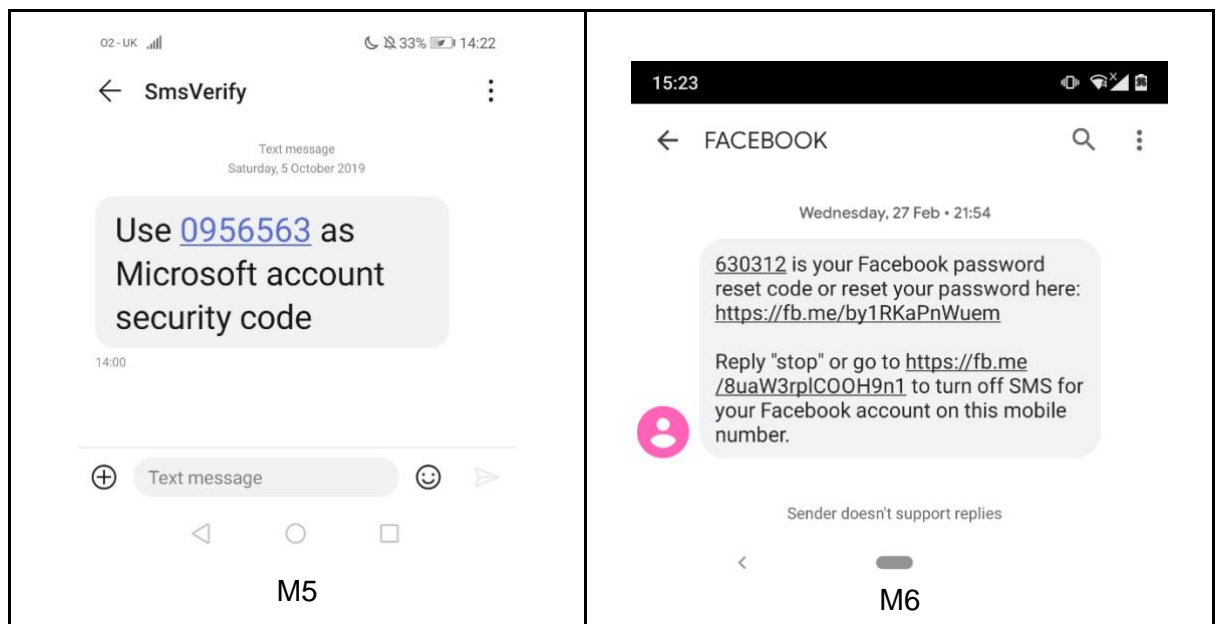 O2-UK 33% 14:22
SmsVerify
Text message
Saturday, 5 October 2019
Use 0956563 as
Microsoft account
security code
14:00
Text message
M5
15:23
FACEBOOK
Wednesday, 27 Feb • 21:54
630312 is your Facebook password
reset code or reset your password here:
https://fb.me/by1RKaPnWuem
Reply "stop" or go to https://fb.me
/8uaW3rplCOOH9n1 to turn off SMS for
your Facebook account on this mobile
number.
Sender doesn't support replies
M6